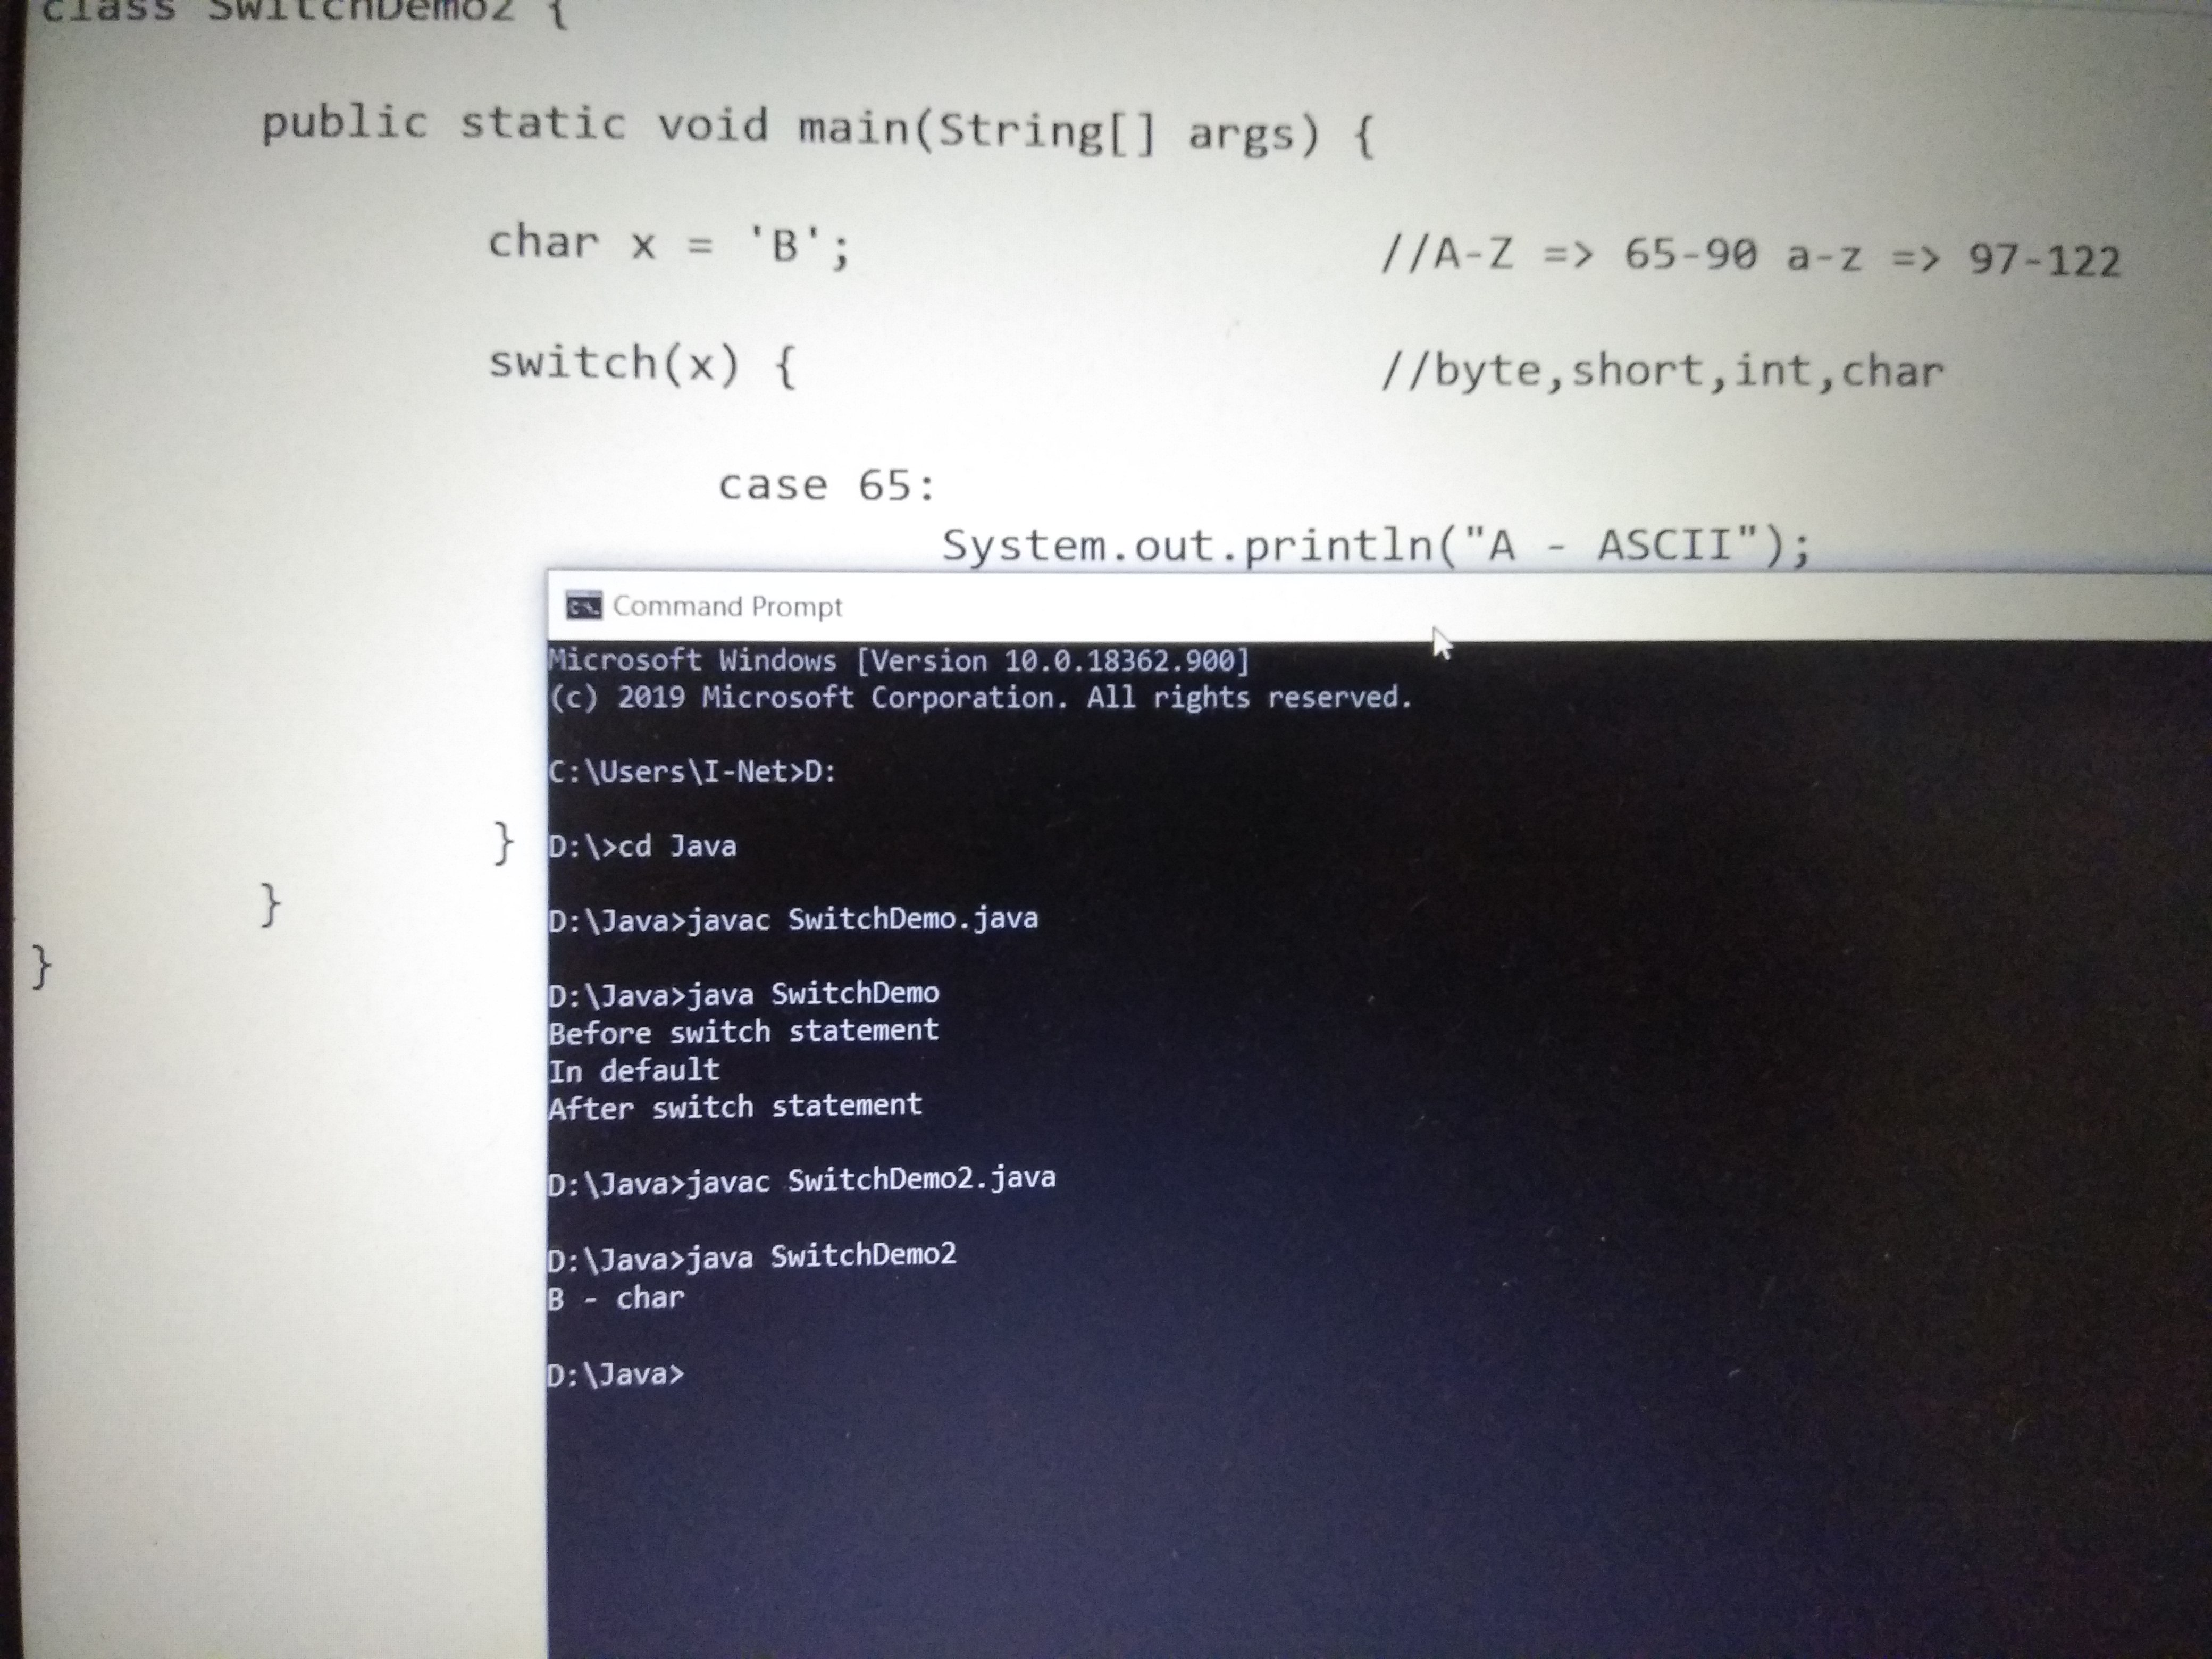 class SwitchDemo2 {
public static void main(String[] args) {
char x = 'B'; //A-Z => 65-90 a-z => 97-122
switch(x) { //byte,short,int,char
case 65:
System.out.println("A - ASCII");
}
}
}
Command Prompt
Microsoft Windows [Version 10.0.18362.900]
(c) 2019 Microsoft Corporation. All rights reserved.
C:\Users\I-Net>D:
D:\>cd Java
D:\Java>javac SwitchDemo.java
D:\Java>java SwitchDemo
Before switch statement
In default
After switch statement
D:\Java>javac SwitchDemo2.java
D:\Java>java SwitchDemo2
B - char
D:\Java>